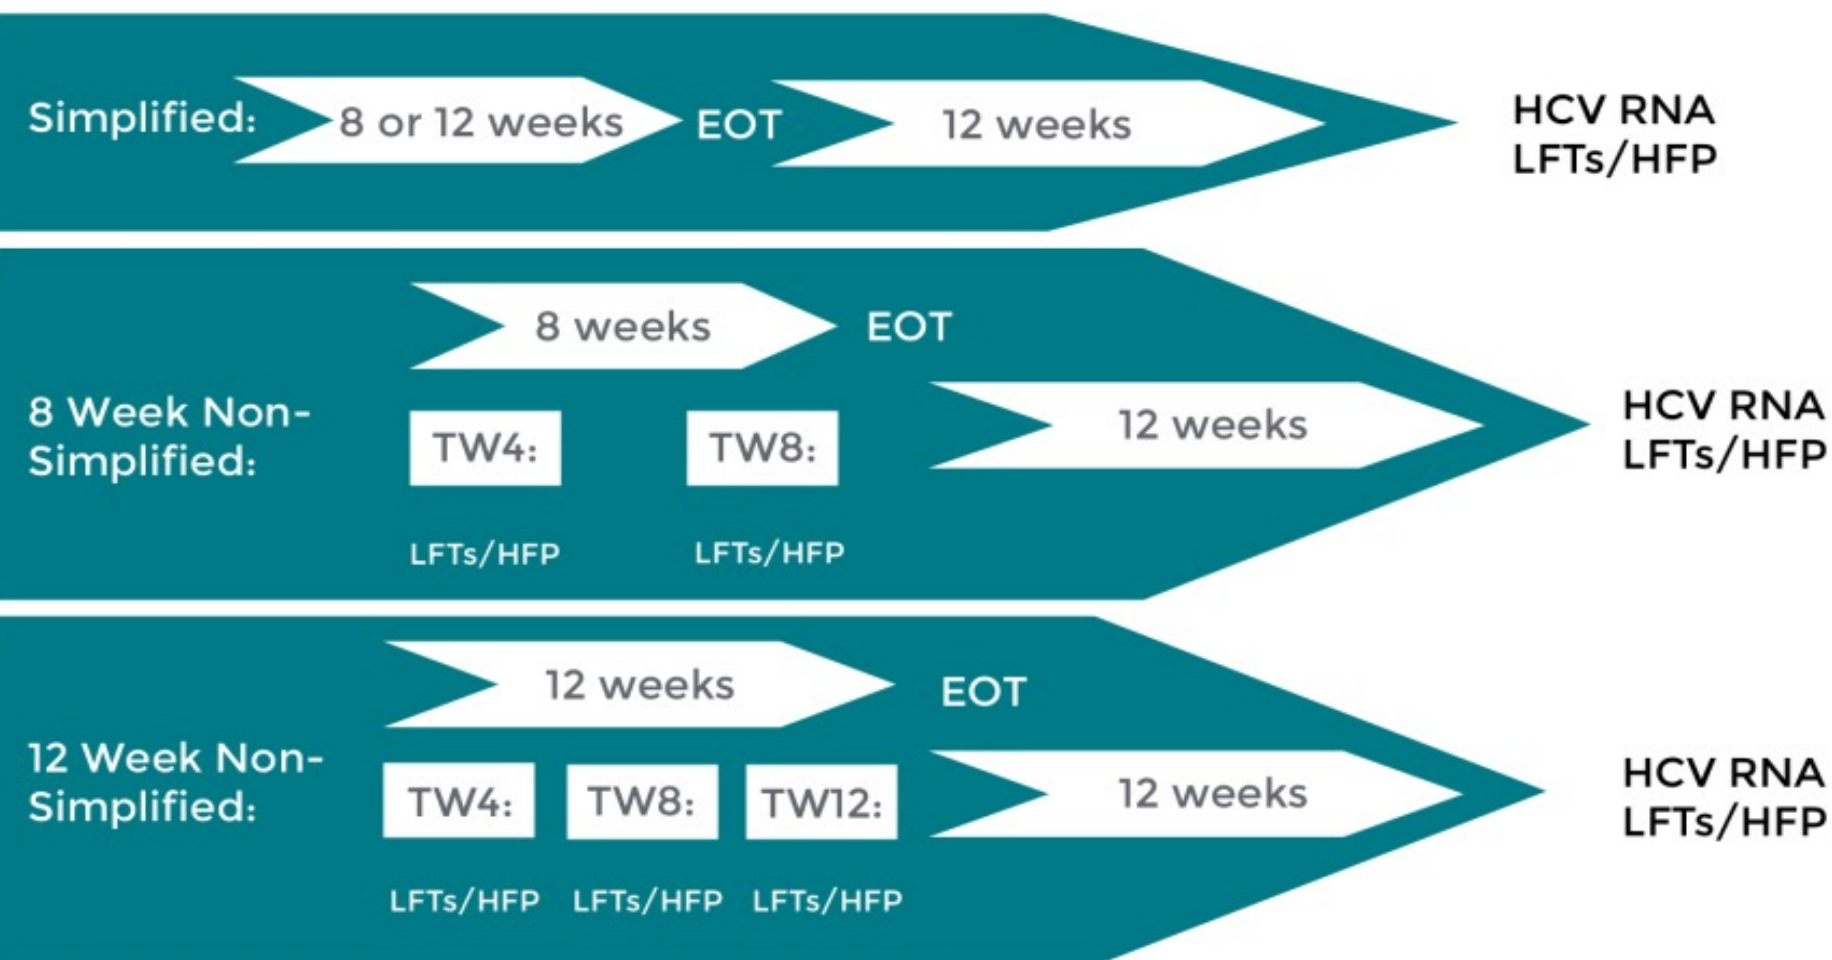 Simplified:
8 or 12 weeks
EOT
12 weeks
HCV RNA
LFTs/HFP
8 Week Non-
Simplified:
8 weeks
EOT
TW4:
TW8:
LFTs/HFP
LFTs/HFP
12 weeks
HCV RNA
LFTs/HFP
12 Week Non-
Simplified:
12 weeks
EOT
TW4:
TW8:
TW12:
LFTs/HFP
LFTs/HFP
LFTs/HFP
12 weeks
HCV RNA
LFTs/HFP